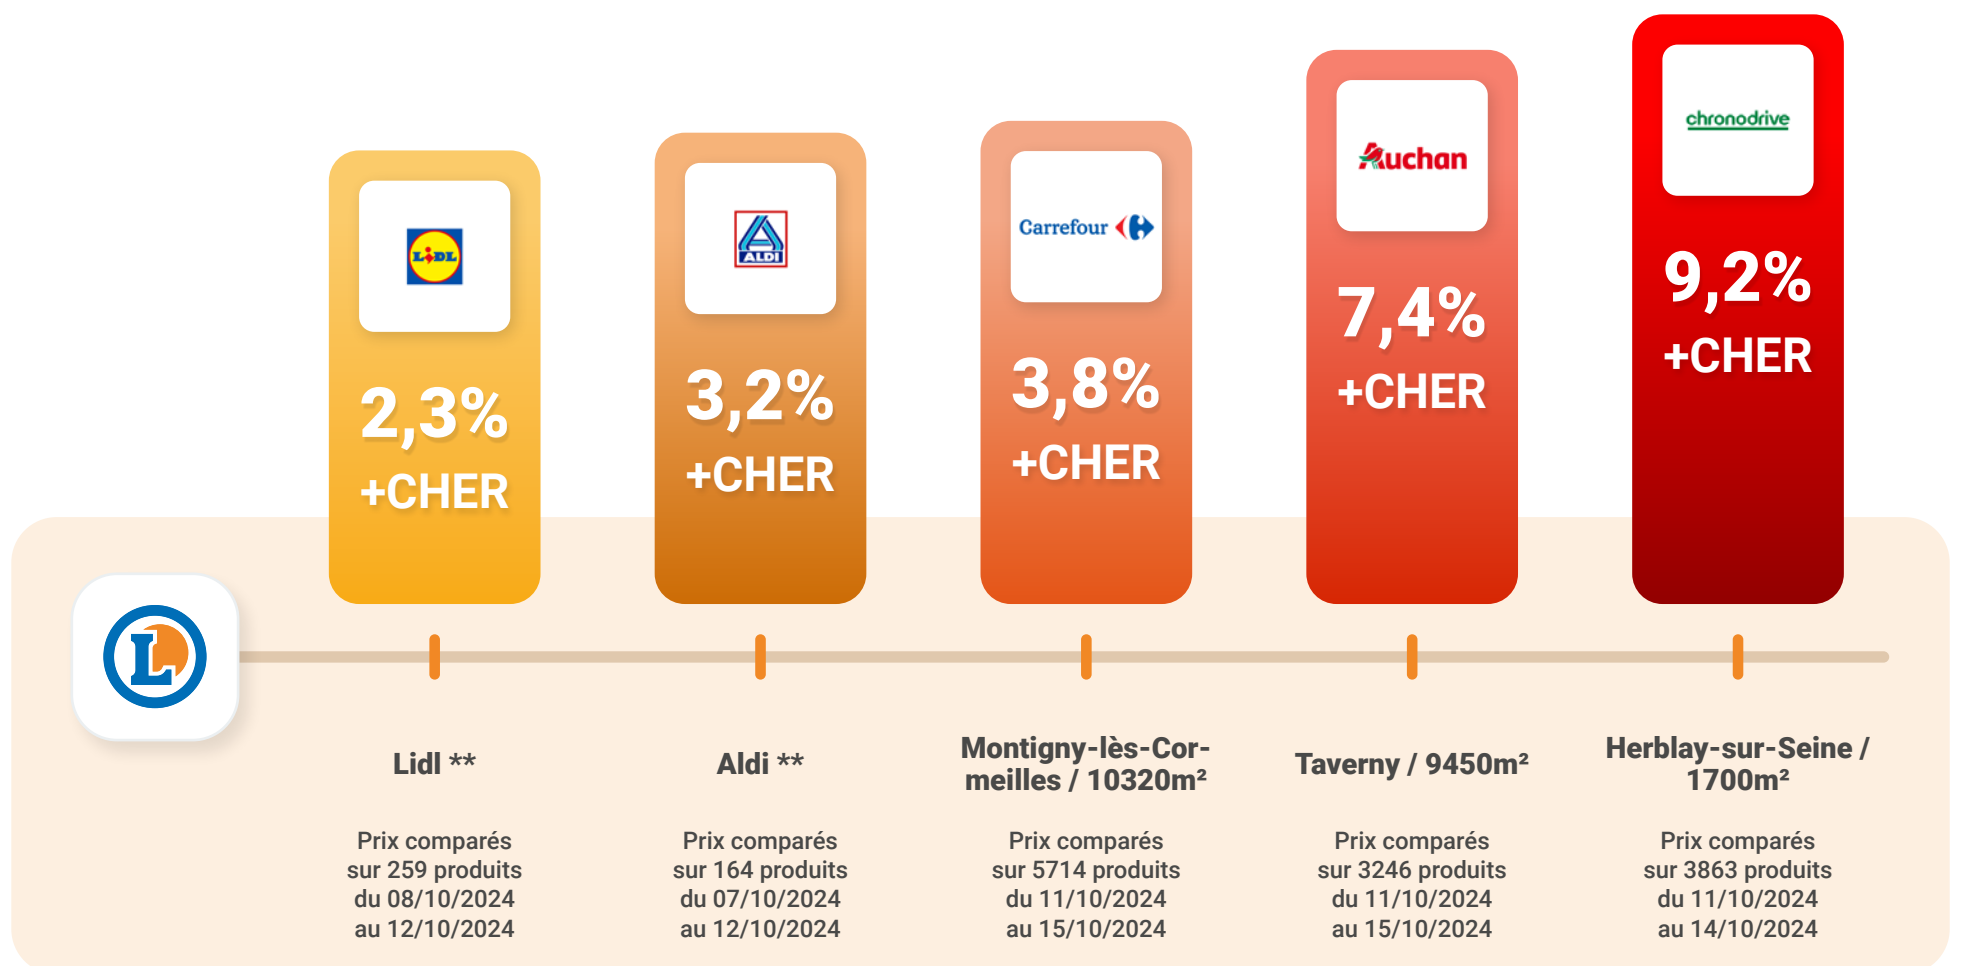 LIDL
2,3%
+CHER
ALDI
3,2%
+CHER
Carrefour
3,8%
+CHER
Auchan
7,4%
+CHER
chronodrive
9,2%
+CHER
L
Lidl **
Prix comparés
sur 259 produits
du 08/10/2024
au 12/10/2024
Aldi **
Prix comparés
sur 164 produits
du 07/10/2024
au 12/10/2024
Montigny-lès-Cor-
meilles / 10320m²
Prix comparés
sur 5714 produits
du 11/10/2024
au 15/10/2024
Taverny / 9450m²
Prix comparés
sur 3246 produits
du 11/10/2024
au 15/10/2024
Herblay-sur-Seine /
1700m²
Prix comparés
sur 3863 produits
du 11/10/2024
au 14/10/2024